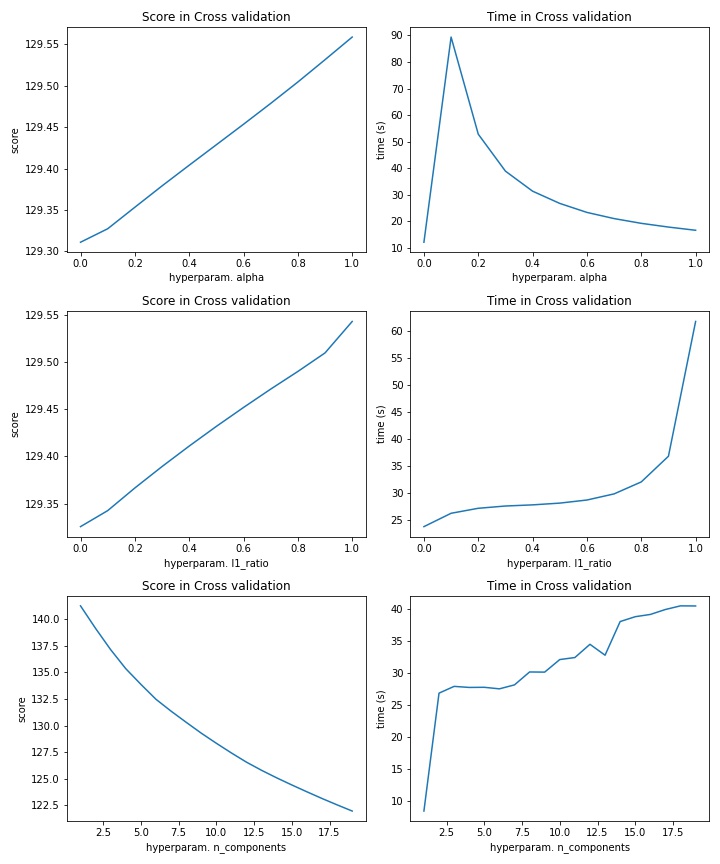 Score in Cross validation
score
129.55
129.50
129.45
129.40
129.35
129.30
0.0 0.2 0.4 0.6 0.8 1.0
hyperparam. alpha
Time in Cross validation
time (s)
90
80
70
60
50
40
30
20
10
0.0 0.2 0.4 0.6 0.8 1.0
hyperparam. alpha
Score in Cross validation
score
129.55
129.50
129.45
129.40
129.35
0.0 0.2 0.4 0.6 0.8 1.0
hyperparam. l1_ratio
Time in Cross validation
time (s)
60
55
50
45
40
35
30
25
0.0 0.2 0.4 0.6 0.8 1.0
hyperparam. l1_ratio
Score in Cross validation
score
140.0
137.5
135.0
132.5
130.0
127.5
125.0
122.5
2.5 5.0 7.5 10.0 12.5 15.0 17.5
hyperparam. n_components
Time in Cross validation
time (s)
40
35
30
25
20
15
10
2.5 5.0 7.5 10.0 12.5 15.0 17.5
hyperparam. n_components